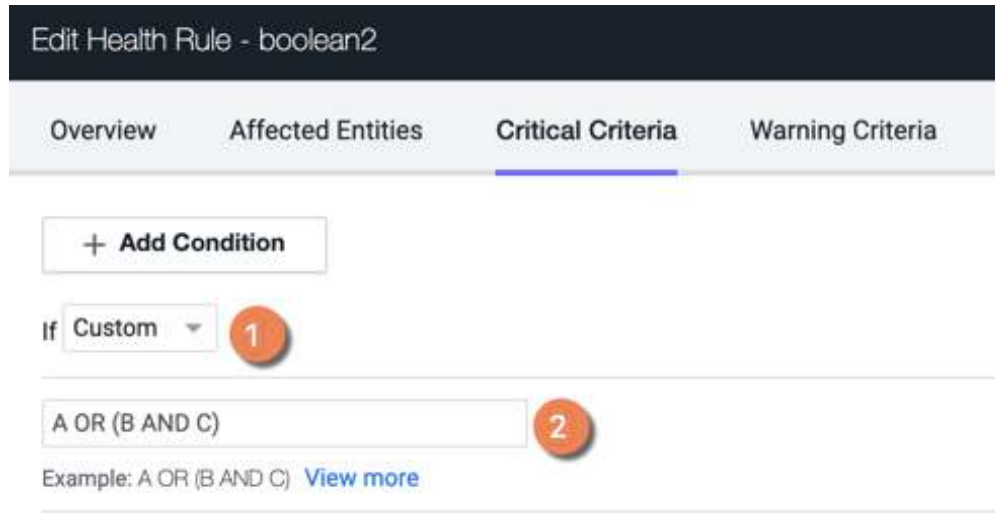 Edit Health Rule - boolean2
Overview Affected Entities Critical Criteria Warning Criteria
+ Add Condition
If Custom 1
A OR (B AND C) 2
Example: A OR (B AND C) View more